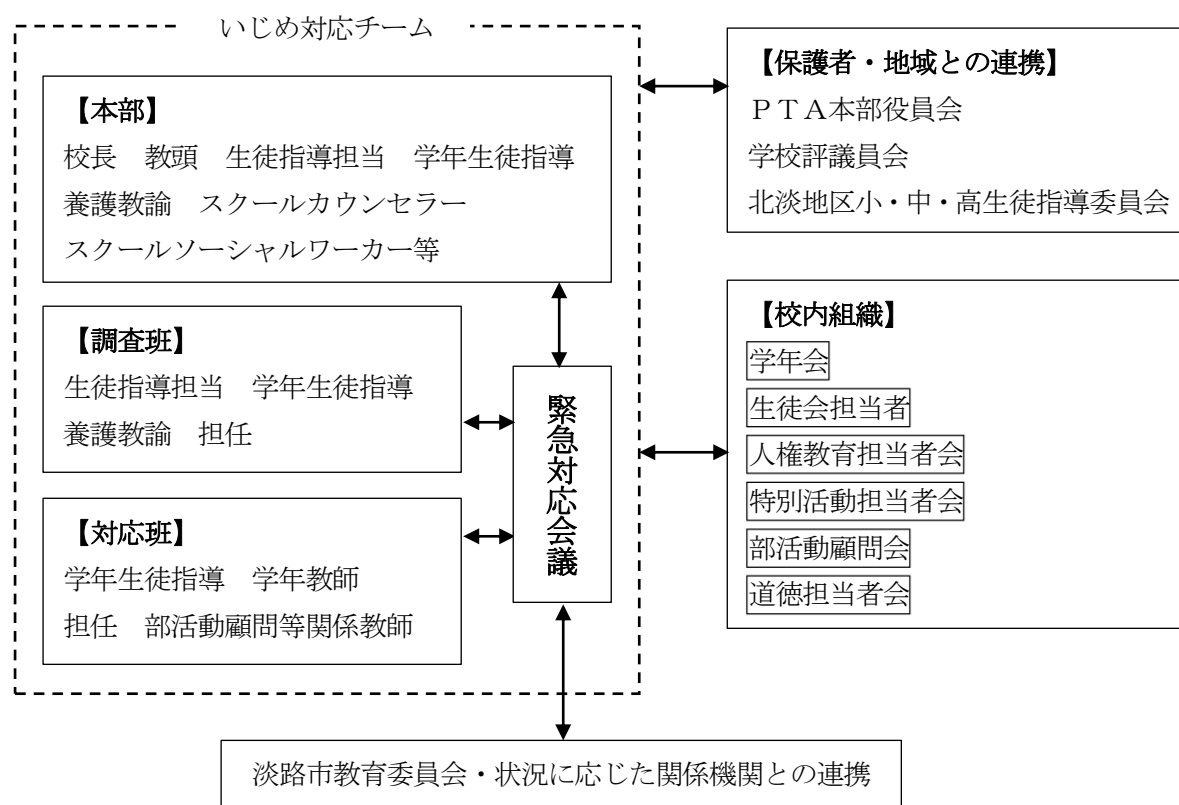 いじめ対応チーム
【本部】
校長　教頭　生徒指導担当　学年生徒指導
養護教諭　スクールカウンセラー
スクールソーシャルワーカー等
【調査班】
生徒指導担当　学年生徒指導
養護教諭　担任
【対応班】
学年生徒指導　学年教師
担任　部活動顧問等関係教師
緊急対応会議
【保護者・地域との連携】
ＰＴＡ本部役員会
学校評議員会
北淡地区小・中・高生徒指導委員会
【校内組織】
学年会
生徒会担当者
人権教育担当者会
特別活動担当者会
部活動顧問会
道徳担当者会
淡路市教育委員会・状況に応じた関係機関との連携